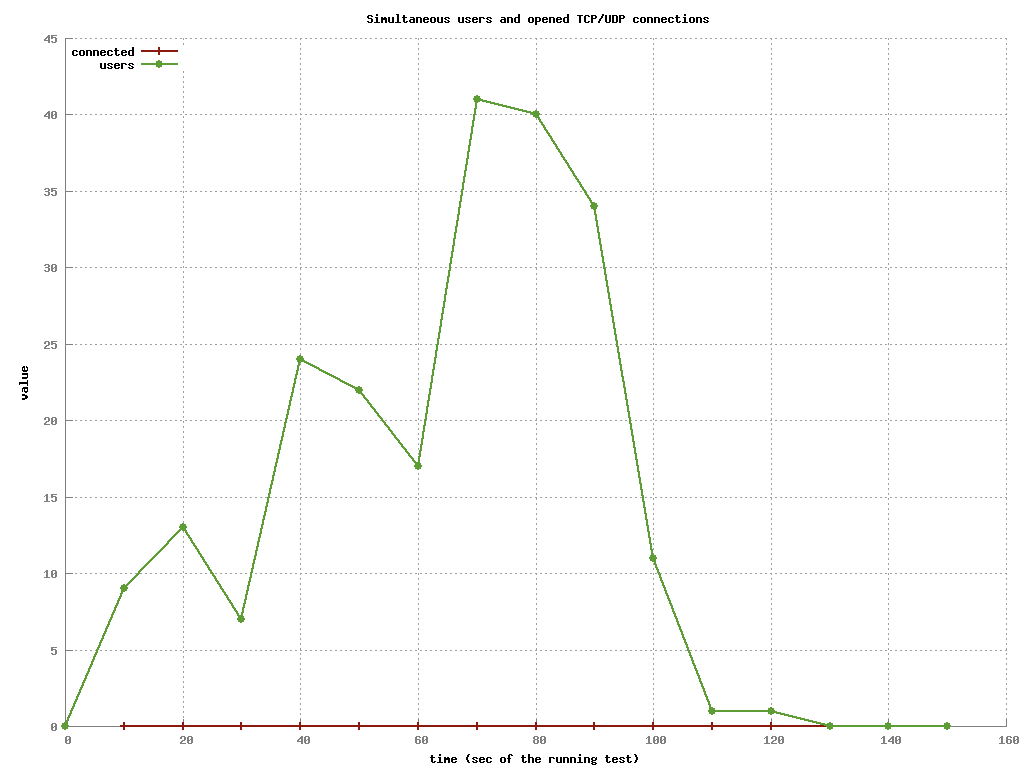 Simultaneous users and opened TCP/UDP connections
connected
users
45
40
35
30
25
20
15
10
5
0
value
0 20 40 60 80 100 120 140 160
time (sec of the running test)